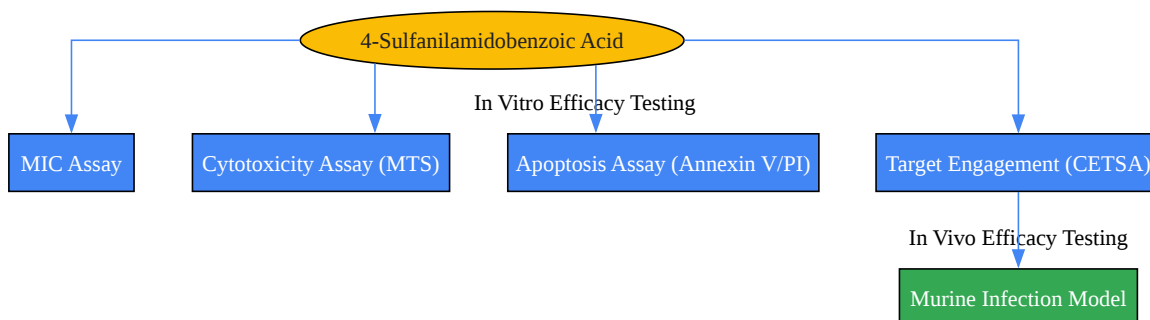 4-Sulfanilamidobenzoic Acid
In Vitro Efficacy Testing
MIC Assay
Cytotoxicity Assay (MTS)
Apoptosis Assay (Annexin V/PI)
Target Engagement (CETSA)
In Vivo Efficacy Testing
Murine Infection Model